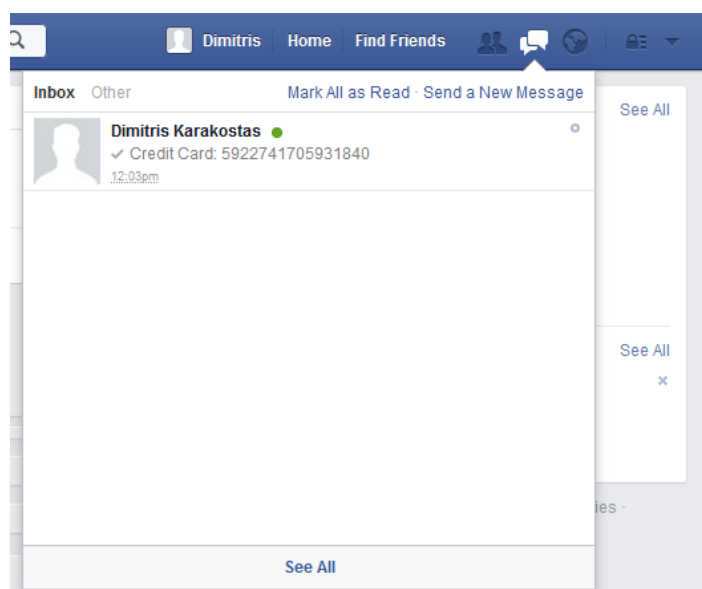 Dimitris Home Find Friends
Inbox Other Mark All as Read · Send a New Message
See All
Dimitris Karakostas
Credit Card: 5922741705931840
12:03pm
See All
ies ·
See All